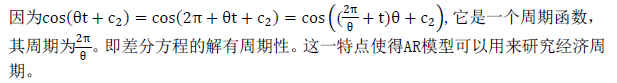 因为cos(θt + c₂) = cos(2π + θt + c₂) = cos((2π/θ + t)θ + c₂), 它是一个周期函数，
其周期为2π/θ。即差分方程的解有周期性。这一特点使得AR模型可以用来研究经济周
期。